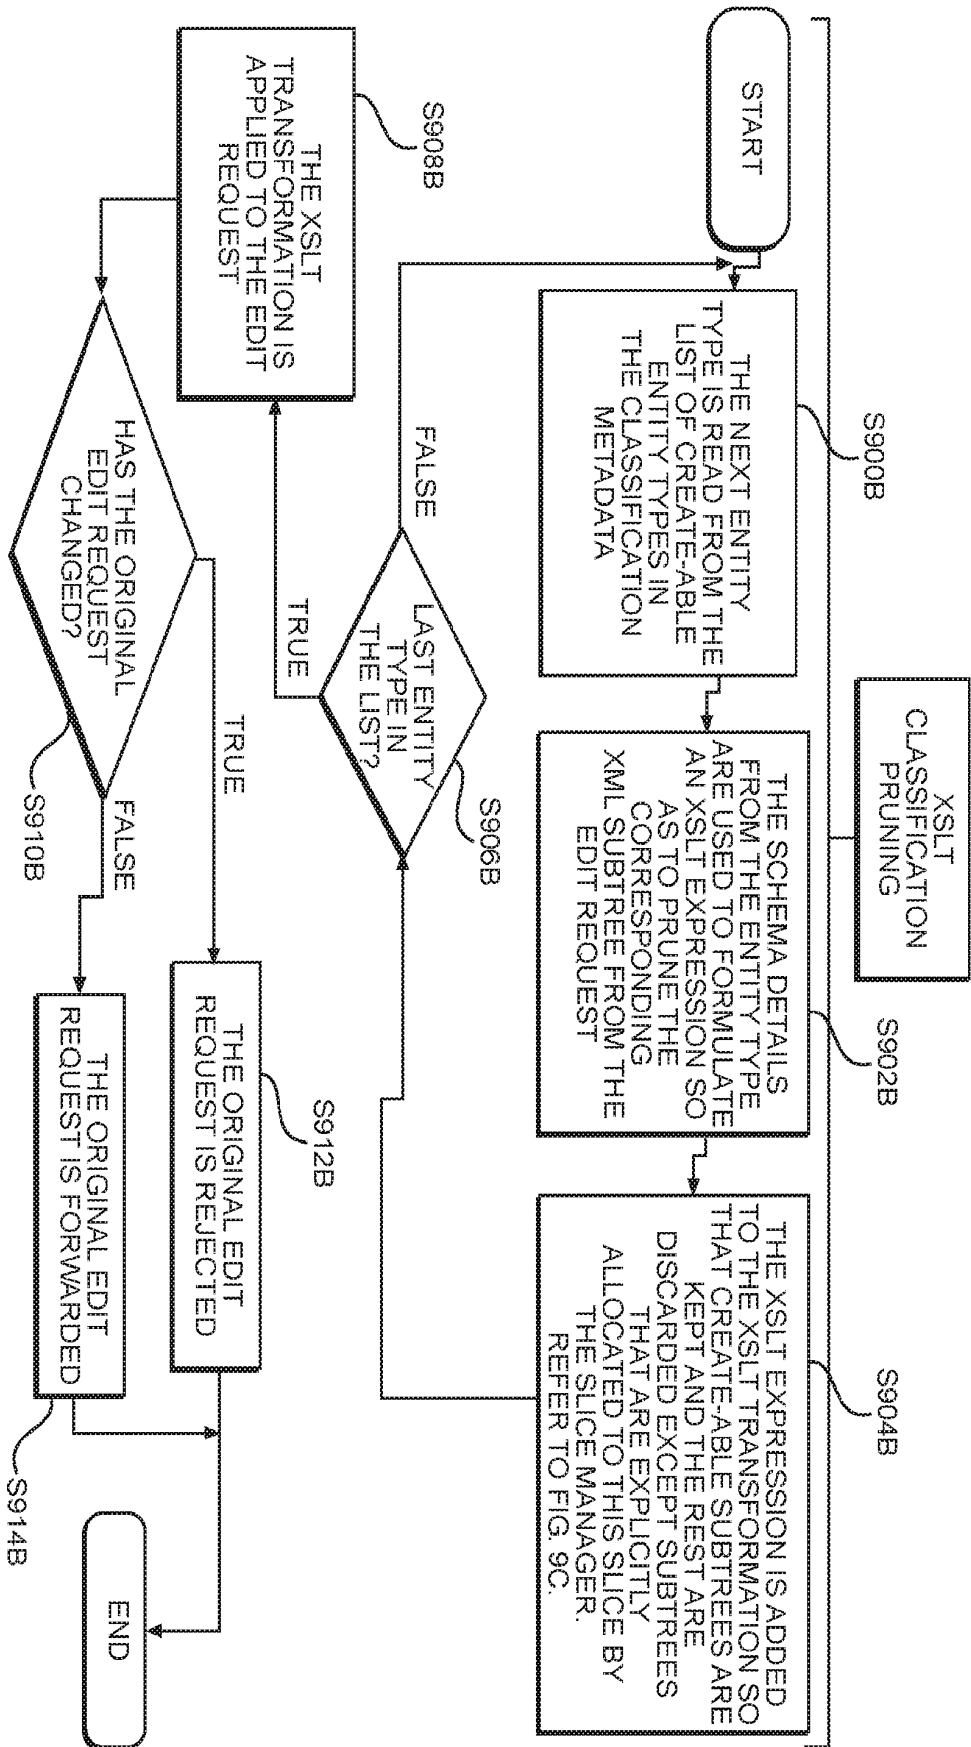 XSLT
CLASSIFICATION
PRUNING
START
S900B
THE NEXT ENTITY
TYPE IS READ FROM THE
LIST OF CREATE-ABLE
ENTITY TYPES IN
THE CLASSIFICATION
METADATA
S902B
THE SCHEMA DETAILS
FROM THE ENTITY TYPE
ARE USED TO FORMULATE
AN XSLT EXPRESSION SO
AS TO PRUNE THE
CORRESPONDING
XML SUBTREE FROM THE
EDIT REQUEST
S904B
THE XSLT EXPRESSION IS ADDED
TO THE XSLT TRANSFORMATION SO
THAT CREATE-ABLE SUBTREES ARE
KEPT AND THE REST ARE
DISCARDED EXCEPT SUBTREES
THAT ARE EXPLICITLY
ALLOCATED TO THIS SLICE BY
THE SLICE MANAGER.
REFER TO FIG. 9C.
FALSE
LAST ENTITY
TYPE IN
THE LIST?
S906B
TRUE
S908B
THE XSLT
TRANSFORMATION IS
APPLIED TO THE EDIT
REQUEST
HAS THE ORIGINAL
EDIT REQUEST
CHANGED?
S910B
TRUE
FALSE
S912B
THE ORIGINAL EDIT
REQUEST IS REJECTED
THE ORIGINAL EDIT
REQUEST IS FORWARDED
S914B
END